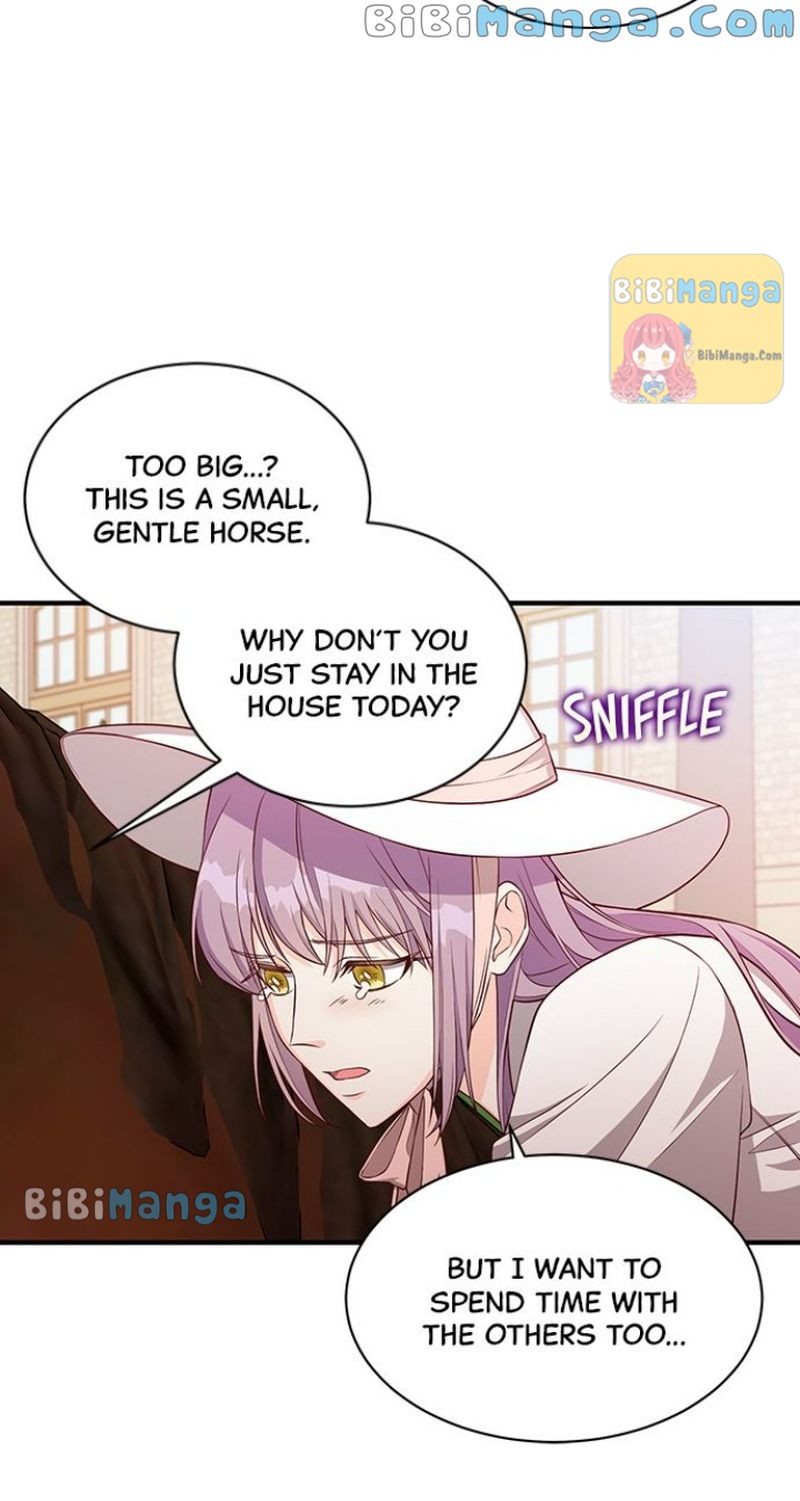 BiBiManga.Com
BiBiManga
BibiManga.Com
TOO BIG...?
THIS IS A SMALL,
GENTLE HORSE.
WHY DON'T YOU
JUST STAY IN THE
HOUSE TODAY?
SNIFFLE
BiBiManga
BUT I WANT TO
SPEND TIME WITH
THE OTHERS TOO...